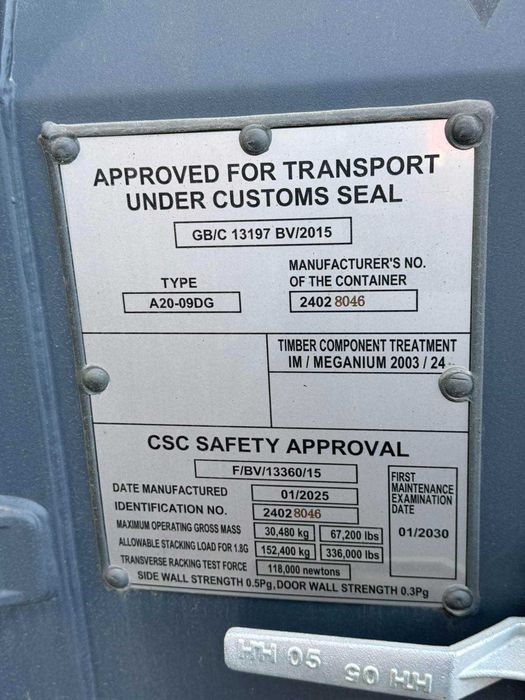 APPROVED FOR TRANSPORT
UNDER CUSTOMS SEAL
GB/C 13197 BV/2015
TYPE
A20-09DG
MANUFACTURER'S NO.
OF THE CONTAINER
2402 8046
TIMBER COMPONENT TREATMENT
IM / MEGANIUM 2003 / 24
CSC SAFETY APPROVAL
F/BV/13360/15
DATE MANUFACTURED 01/2025
IDENTIFICATION NO. 2402 8046
MAXIMUM OPERATING GROSS MASS 30,480 kg 67,200 lbs
ALLOWABLE STACKING LOAD FOR 1.8G 152,400 kg 336,000 lbs
TRANSVERSE RACKING TEST FORCE 118,000 newtons
FIRST
MAINTENANCE
EXAMINATION
DATE
01/2030
SIDE WALL STRENGTH 0.5Pg,DOOR WALL STRENGTH 0.3Pg
HH 05 50 HH